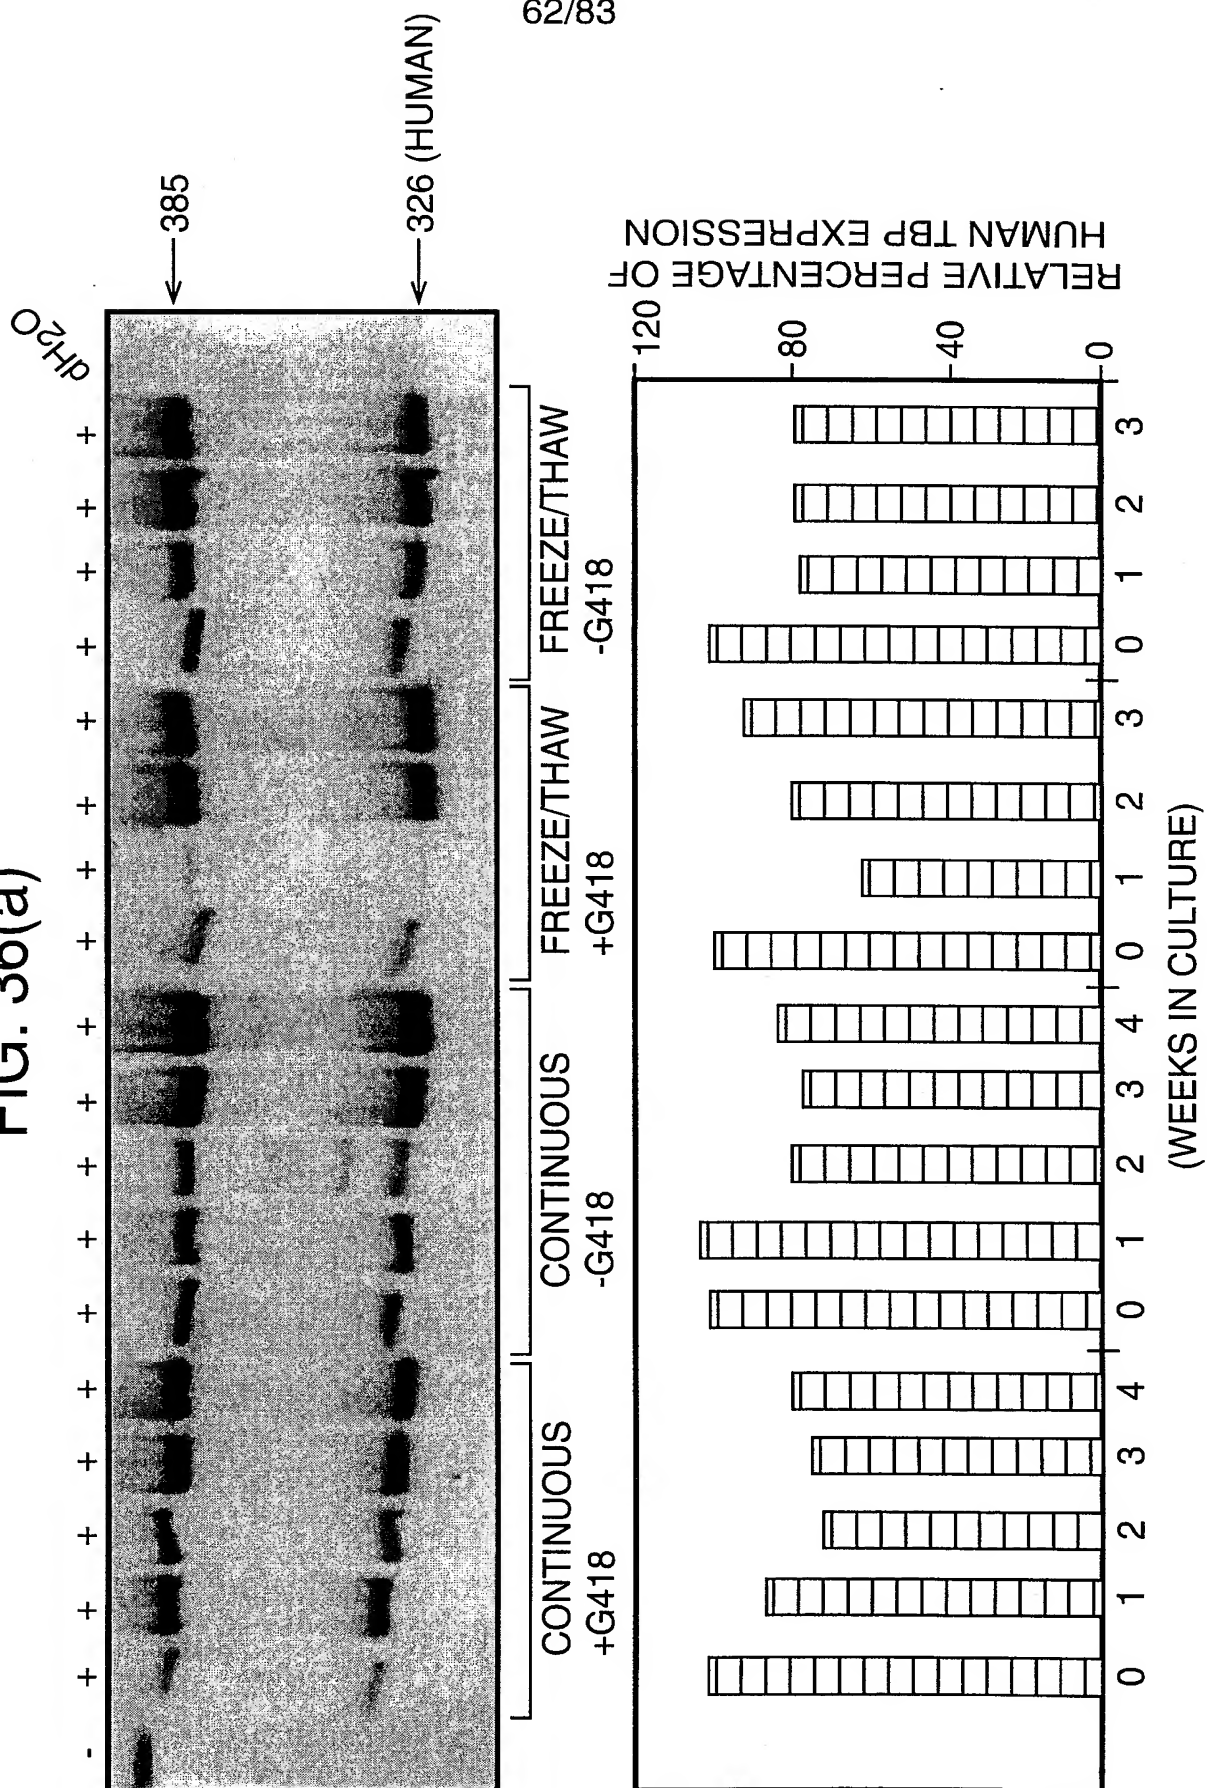 62/83
FIG. 36(a)
- + + + + + + + + + + + + + + + + + + dH2O
385
326 (HUMAN)
CONTINUOUS
+G418
CONTINUOUS
-G418
FREEZE/THAW
+G418
FREEZE/THAW
-G418
120
80
40
0
RELATIVE PERCENTAGE OF
HUMAN TBP EXPRESSION
0 1 2 3 4 0 1 2 3 4 0 1 2 3 0 1 2 3
(WEEKS IN CULTURE)